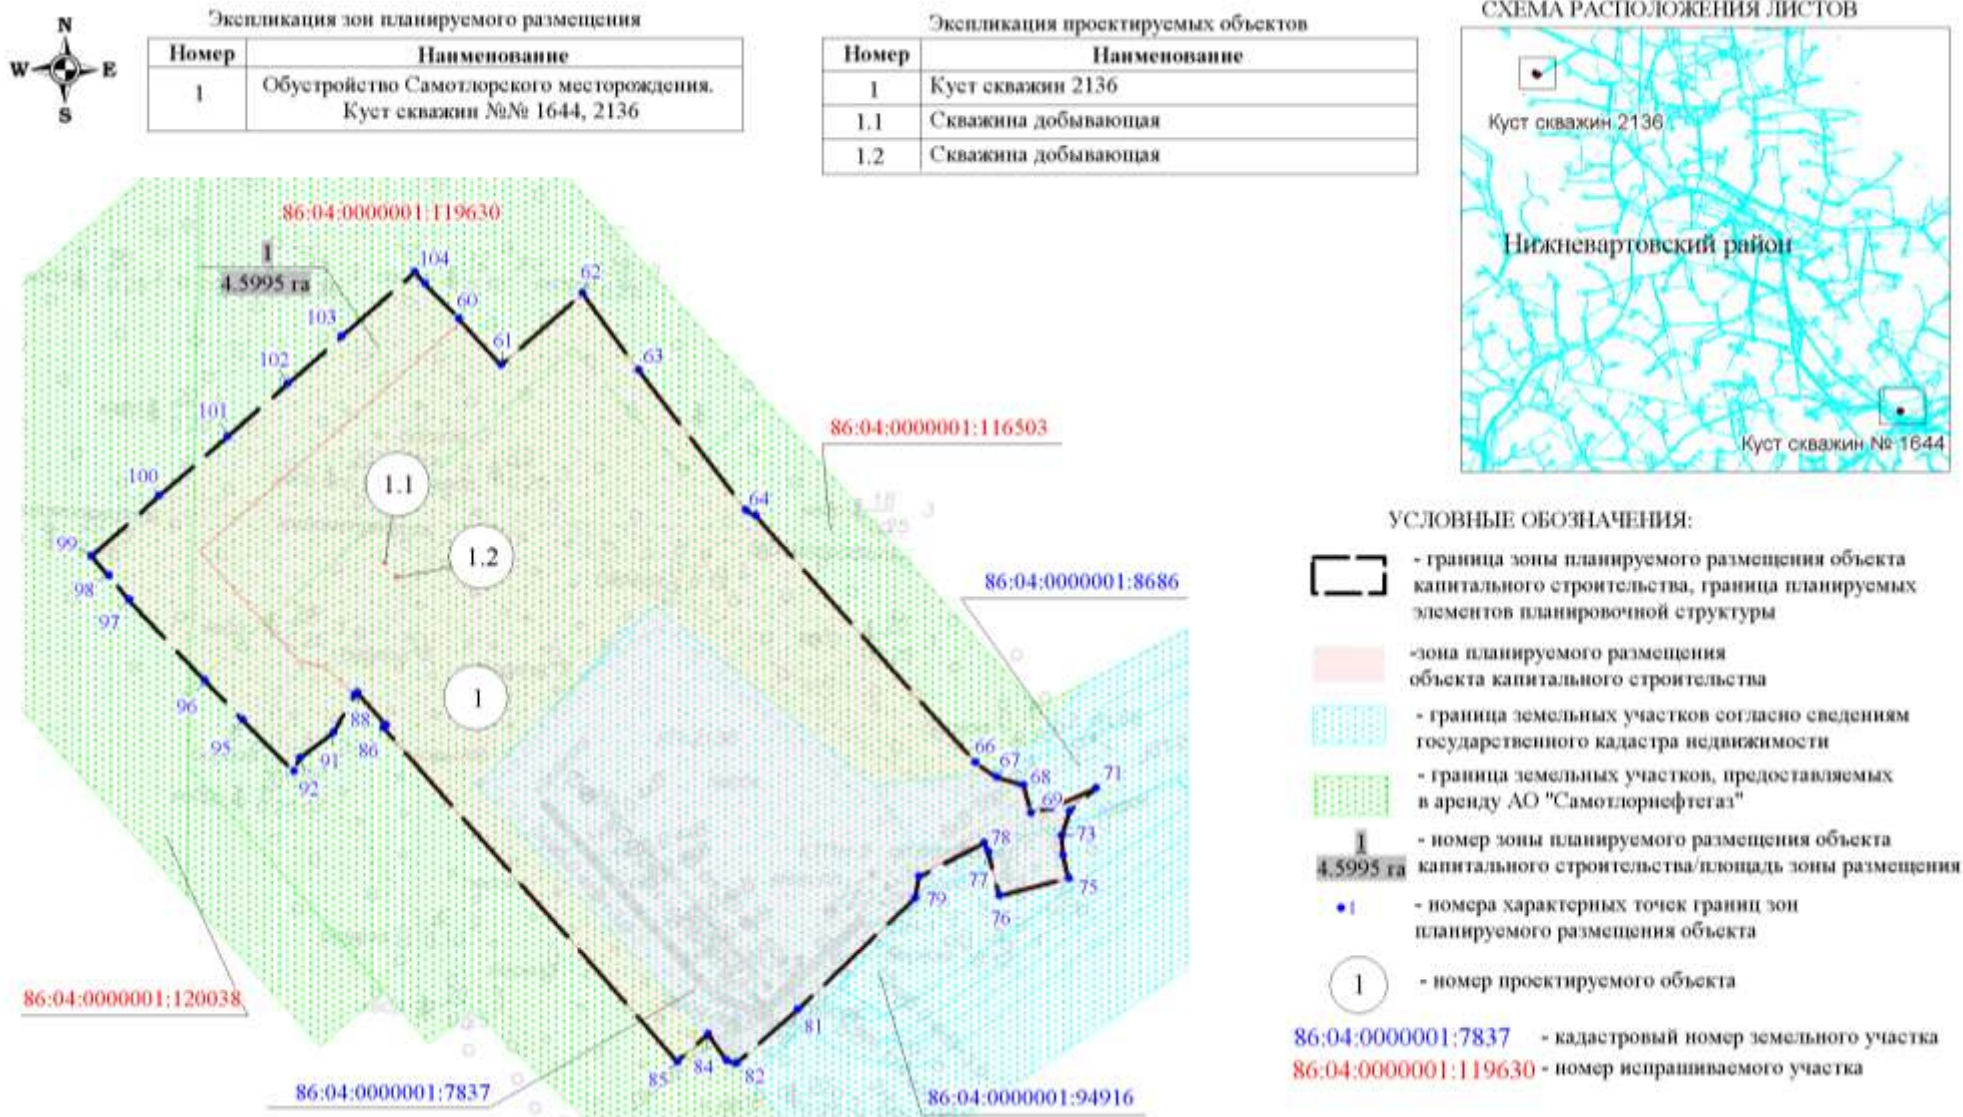 Экспликация зон планируемого размещения
Номер Наименование
1 Обустройство Самотлорского месторождения.
Куст скважин №№ 1644, 2136
N
W E
S
Экспликация проектируемых объектов
Номер Наименование
1 Куст скважин 2136
1.1 Скважина добывающая
1.2 Скважина добывающая
СХЕМА РАСПОЛОЖЕНИЯ ЛИСТОВ
Куст скважин 2136
Нижневартовский район
Куст скважин № 1644
86:04:0000001:119630
1
4.5995 га
104
62
60
103
61
102
63
101
86:04:0000001:116503
100
1.1
64
99
1.2
98
86:04:0000001:8686
97
96
1
88
95
86
91
92
66
67
68
71
69
73
78
77
75
79
76
86:04:0000001:120038
81
85
84
82
86:04:0000001:7837
86:04:0000001:94916
УСЛОВНЫЕ ОБОЗНАЧЕНИЯ:
- граница зоны планируемого размещения объекта
капитального строительства, граница планируемых
элементов планировочной структуры
-зона планируемого размещения
объекта капитального строительства
- граница земельных участков согласно сведениям
государственного кадастра недвижимости
- граница земельных участков, предоставляемых
в аренду АО "Самотлорнефтегаз"
1
4.5995 га
- номер зоны планируемого размещения объекта
капитального строительства/площадь зоны размещения
1 - номера характерных точек границ зон
планируемого размещения объекта
1 - номер проектируемого объекта
86:04:0000001:7837 - кадастровый номер земельного участка
86:04:0000001:119630 - номер испрашиваемого участка